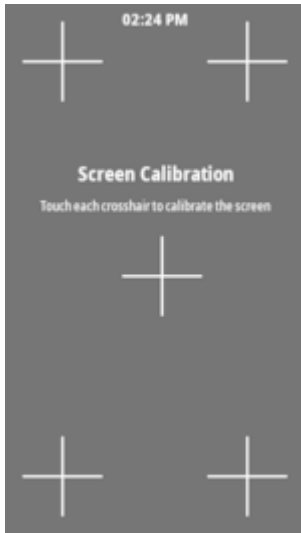 02:24 PM
Screen Calibration
Touch each crosshair to calibrate the screen